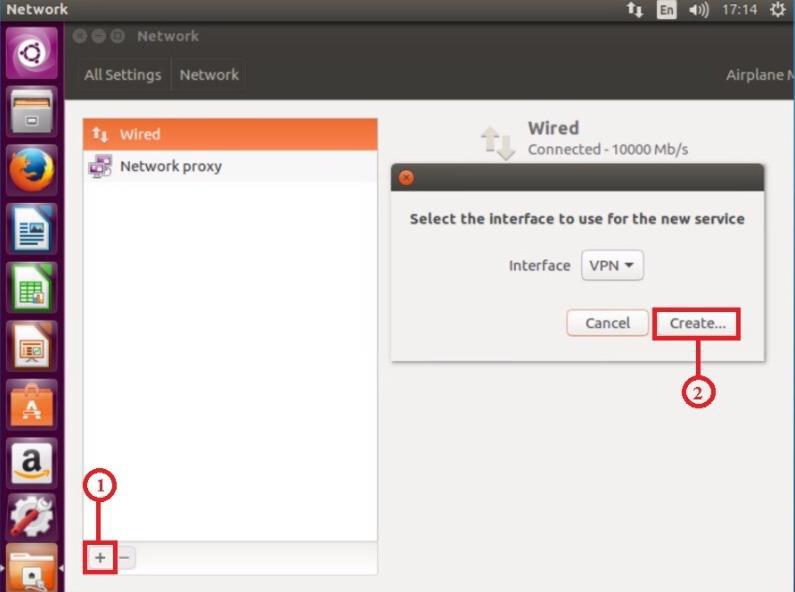 Network
En
17:14
Network
All Settings
Network
Airplane M
Wired
Network proxy
Wired
Connected - 10000 Mb/s
Select the interface to use for the new service
Interface
VPN
Cancel
Create...
2
1
+
-
A
a